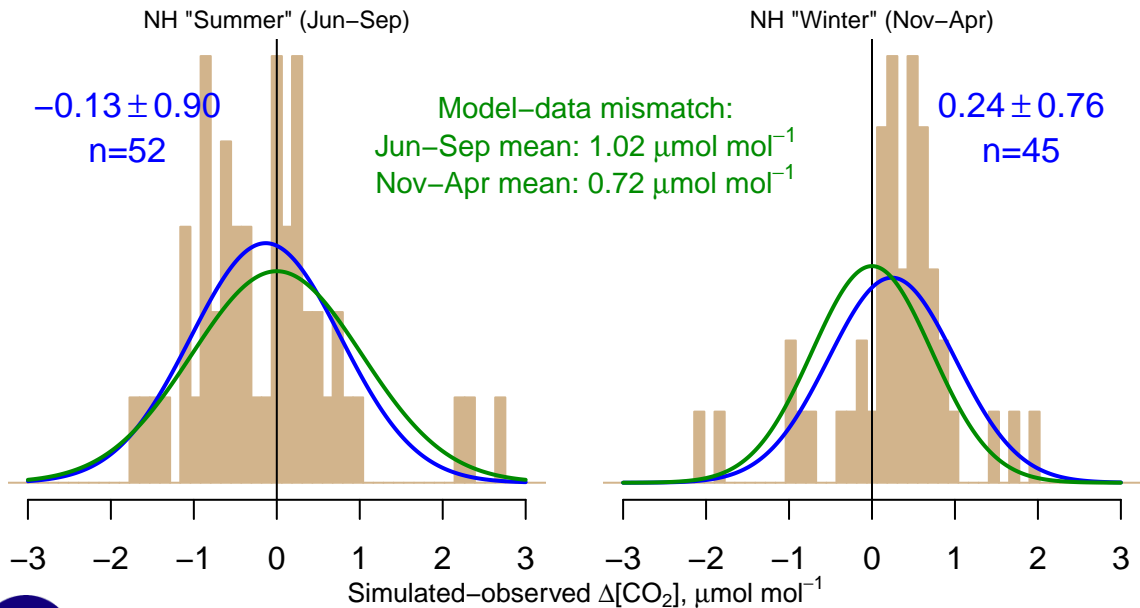 NH "Summer" (Jun−Sep)
−0.13 ± 0.90
n=52
Model−data mismatch:
Jun−Sep mean: 1.02 μmol mol⁻¹
Nov−Apr mean: 0.72 μmol mol⁻¹
NH "Winter" (Nov−Apr)
0.24 ± 0.76
n=45
−3 −2 −1 0 1 2 3
−3 −2 −1 0 1 2 3
Simulated−observed Δ[CO₂], μmol mol⁻¹